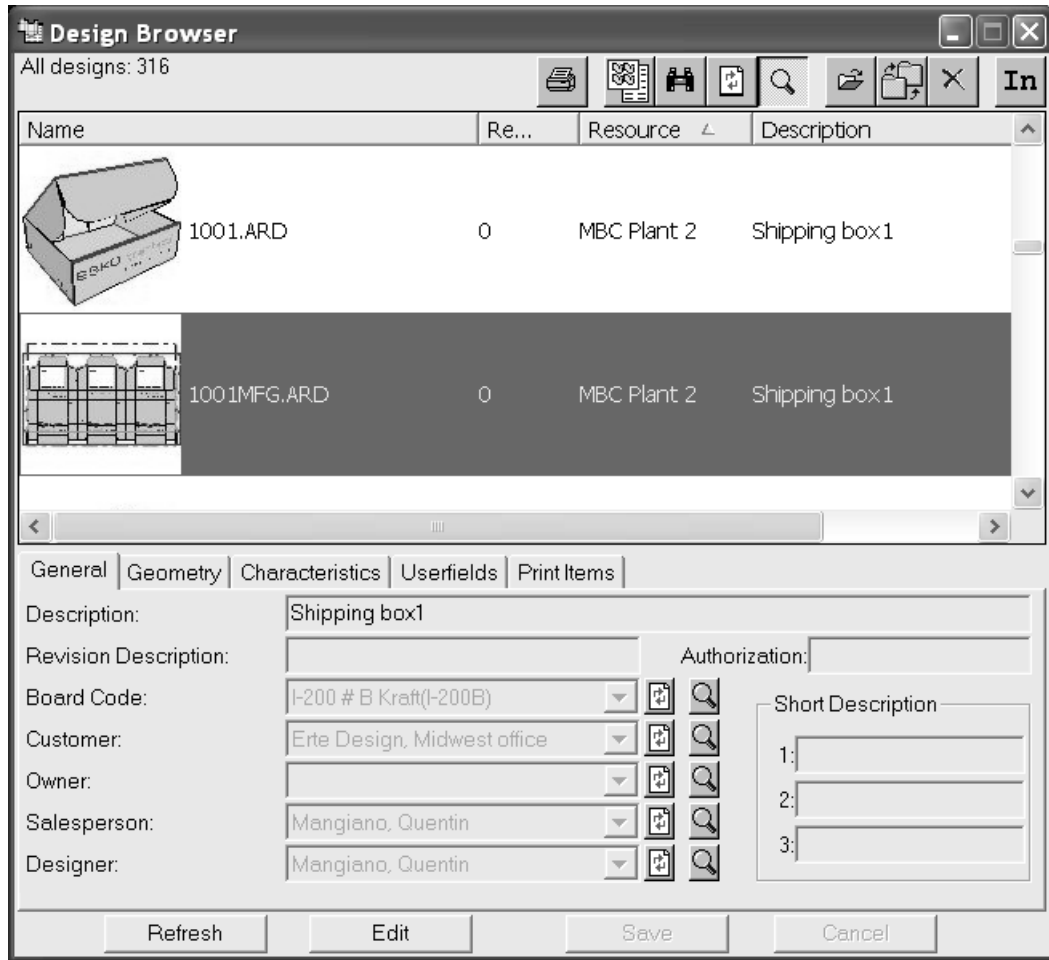 Design Browser
All designs: 316
In
Name Re... Resource Description
ESKO
1001.ARD 0 MBC Plant 2 Shipping box1
1001MFG.ARD 0 MBC Plant 2 Shipping box1
General Geometry Characteristics Userfields Print Items
Description: Shipping box1
Revision Description: Authorization:
Board Code: I-200 # B Kraft(I-200B)
Short Description
Customer: Erte Design, Midwest office
1:
Owner:
2:
Salesperson: Mangiano, Quentin
3:
Designer: Mangiano, Quentin
Refresh Edit Save Cancel